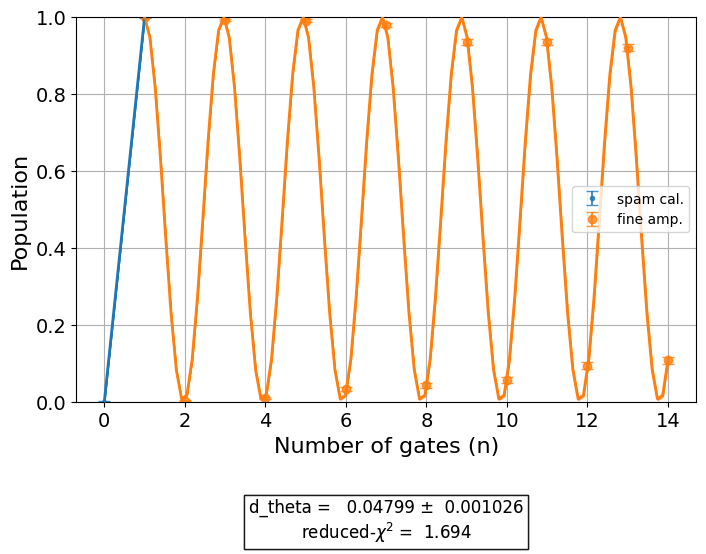 1.0
0.8
0.6
0.4
0.2
0.0
Population
spam cal.
fine amp.
0 2 4 6 8 10 12 14
Number of gates (n)
d_theta = 0.04799 ± 0.001026
reduced-χ² = 1.694